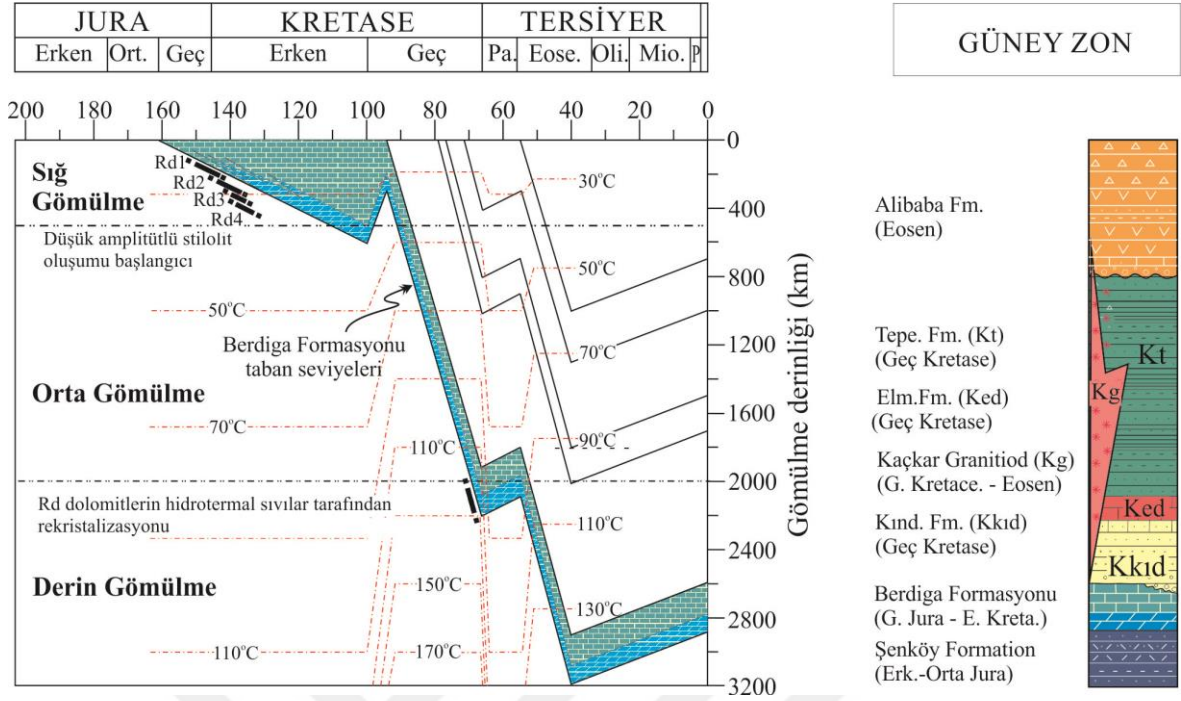 JURA KRETASE TERSİYER
Erken Ort. Geç Erken Geç Pa. Eose. Oli. Mio. P
200 180 160 140 120 100 80 60 40 20 0
GÜNEY ZON
Sığ
Gömülme
Rd1
Rd2
Rd3
Rd4
Düşük amplitütlü stilolıt
oluşumu başlangıcı
50°C
Berdiga Formasyonu
taban seviyeleri
Orta Gömülme
70°C
110°C
Rd dolomitlerin hidrotermal sıvılar tarafından
rekristalizasyonu
Derin Gömülme
150°C
110°C
170°C
30°C
50°C
70°C
90°C
110°C
130°C
0
400
800
1200
1600
2000
2400
2800
3200
Gömülme derinliği (km)
Alibaba Fm.
(Eosen)
Tepe. Fm. (Kt)
(Geç Kretase)
Elm.Fm. (Ked)
(Geç Kretase)
Kaçkar Granitiod (Kg)
(G. Kretace. - Eosen)
Kınd. Fm. (Kkıd)
(Geç Kretase)
Berdiga Formasyonu
(G. Jura - E. Kreta.)
Şenköy Formation
(Erk.-Orta Jura)
Kt
Kg
Ked
Kkıd